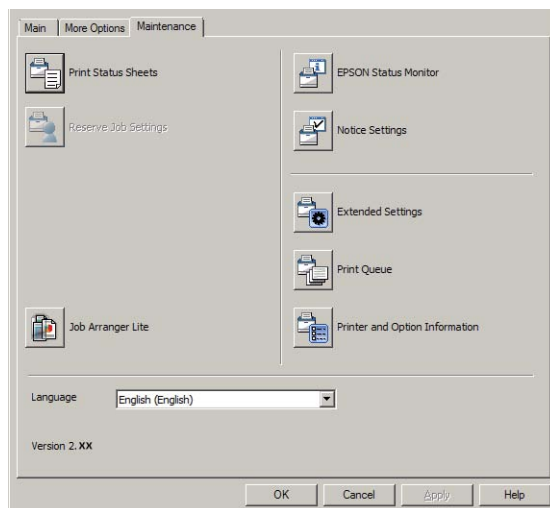 Main
More Options
Maintenance
Print Status Sheets
Reserve Job Settings
Job Arranger Lite
EPSON Status Monitor
Notice Settings
Extended Settings
Print Queue
Printer and Option Information
Language
English (English)
Version 2.XX
OK
Cancel
Apply
Help